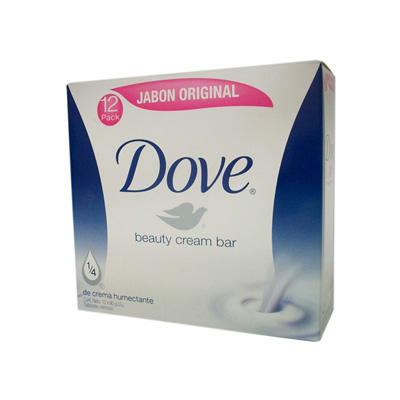 12
Pack
JABON ORIGINAL
Dove®
beauty cream bar
1/4
de crema humectante